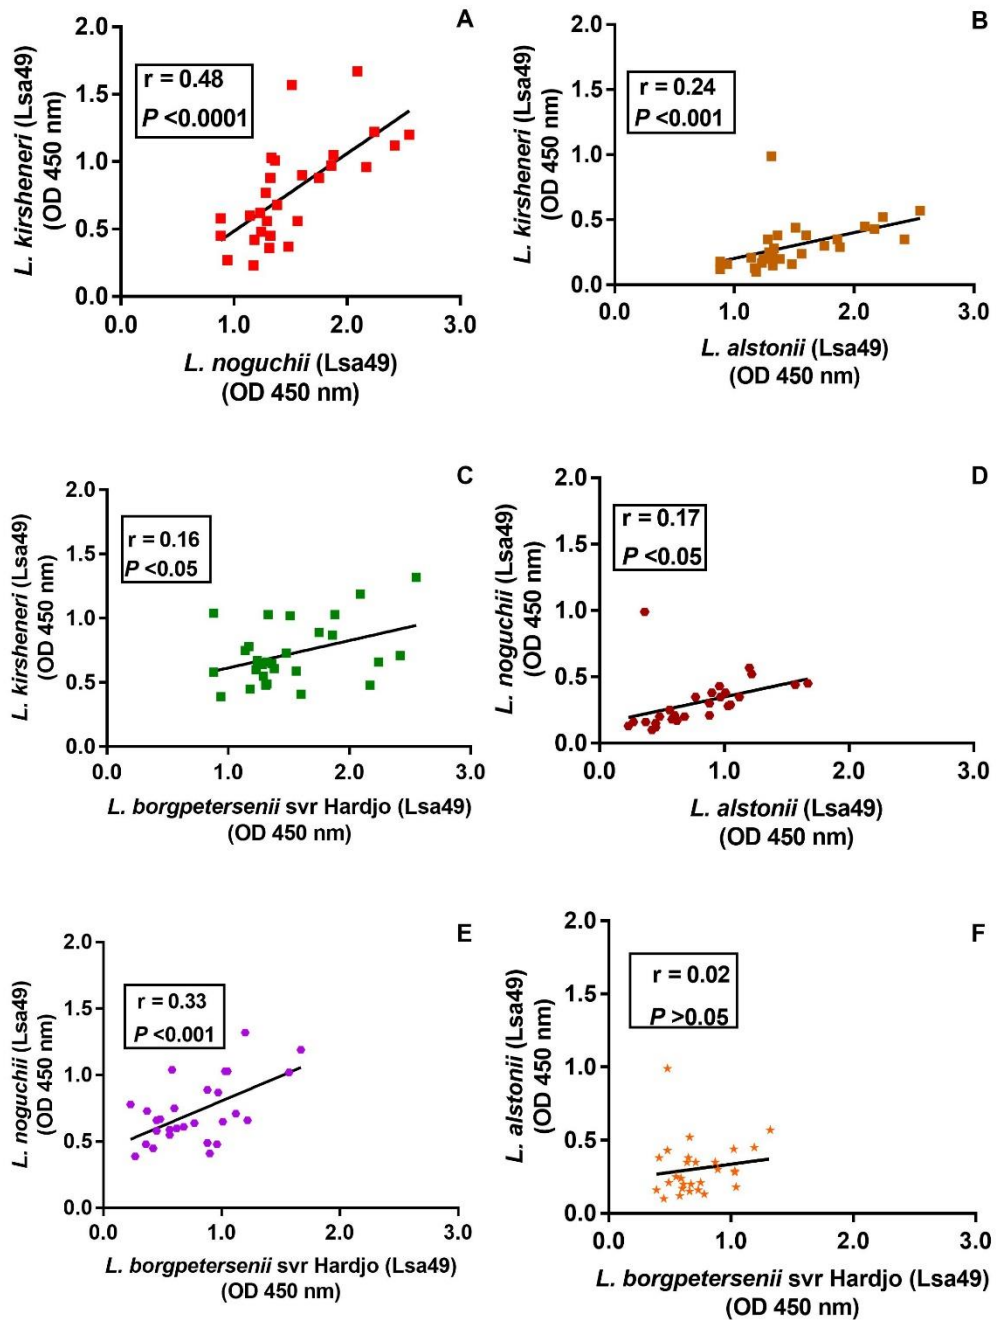 A
2.0
1.5
1.0
0.5
0.0
0.0 1.0 2.0 3.0
r = 0.48
P <0.0001
L. kirsheneri (Lsa49)
(OD 450 nm)
L. noguchii (Lsa49)
(OD 450 nm)
B
2.0
1.5
1.0
0.5
0.0
0.0 1.0 2.0 3.0
r = 0.24
P <0.001
L. kirsheneri (Lsa49)
(OD 450 nm)
L. alstonii (Lsa49)
(OD 450 nm)
C
2.0
1.5
1.0
0.5
0.0
0.0 1.0 2.0 3.0
r = 0.16
P <0.05
L. kirsheneri (Lsa49)
(OD 450 nm)
L. borgpetersenii svr Hardjo (Lsa49)
(OD 450 nm)
D
2.0
1.5
1.0
0.5
0.0
0.0 1.0 2.0 3.0
r = 0.17
P <0.05
L. noguchii (Lsa49)
(OD 450 nm)
L. alstonii (Lsa49)
(OD 450 nm)
E
2.0
1.5
1.0
0.5
0.0
0.0 1.0 2.0 3.0
r = 0.33
P <0.001
L. noguchii (Lsa49)
(OD 450 nm)
L. borgpetersenii svr Hardjo (Lsa49)
(OD 450 nm)
F
2.0
1.5
1.0
0.5
0.0
0.0 1.0 2.0 3.0
r = 0.02
P >0.05
L. alstonii (Lsa49)
(OD 450 nm)
L. borgpetersenii svr Hardjo (Lsa49)
(OD 450 nm)